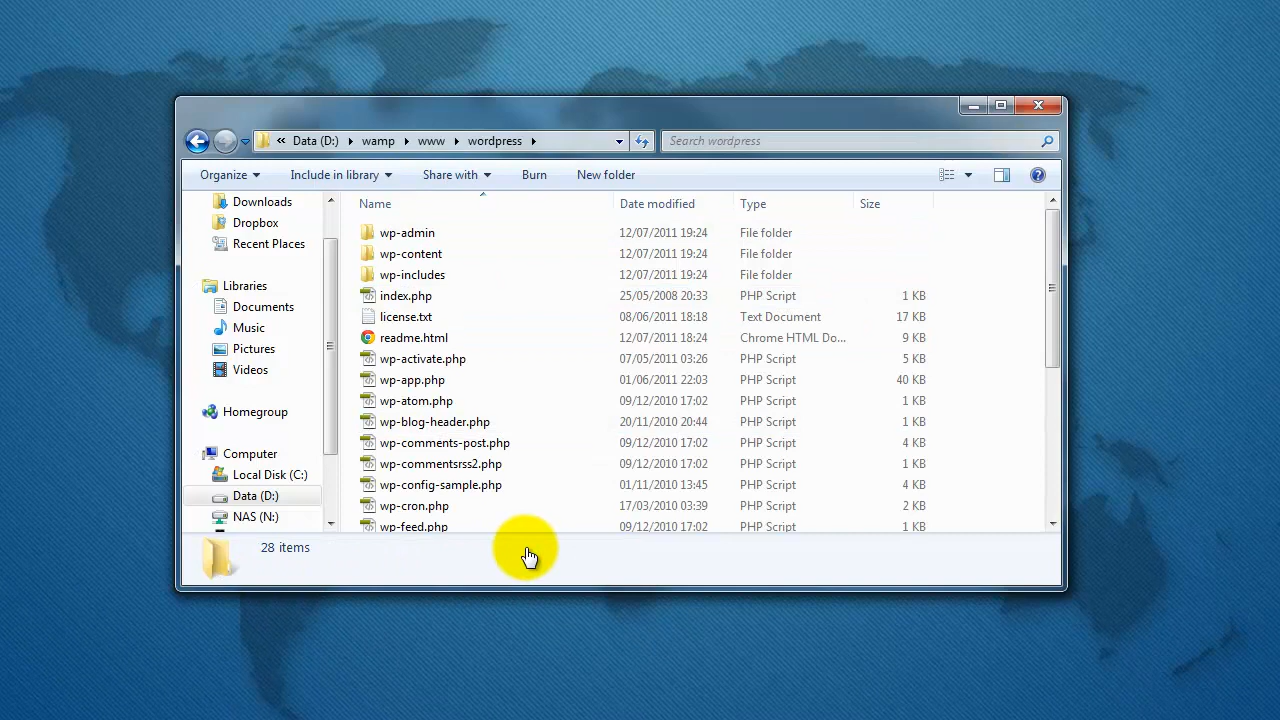 « Data (D:) wamp www wordpress
Search wordpress
Organize Include in library Share with Burn New folder
Name Date modified Type Size
Downloads
Dropbox
Recent Places
Libraries
Documents
Music
Pictures
Videos
Homegroup
Computer
Local Disk (C:)
Data (D:)
NAS (N:)
wp-admin 12/07/2011 19:24 File folder
wp-content 12/07/2011 19:24 File folder
wp-includes 12/07/2011 19:24 File folder
index.php 25/05/2008 20:33 PHP Script 1 KB
license.txt 08/06/2011 18:18 Text Document 17 KB
readme.html 12/07/2011 18:24 Chrome HTML Do... 9 KB
wp-activate.php 07/05/2011 03:26 PHP Script 5 KB
wp-app.php 01/06/2011 22:03 PHP Script 40 KB
wp-atom.php 09/12/2010 17:02 PHP Script 1 KB
wp-blog-header.php 20/11/2010 20:44 PHP Script 1 KB
wp-comments-post.php 09/12/2010 17:02 PHP Script 4 KB
wp-commentsrss2.php 09/12/2010 17:02 PHP Script 1 KB
wp-config-sample.php 01/11/2010 13:45 PHP Script 4 KB
wp-cron.php 17/03/2010 03:39 PHP Script 2 KB
wp-feed.php 09/12/2010 17:02 PHP Script 1 KB
28 items